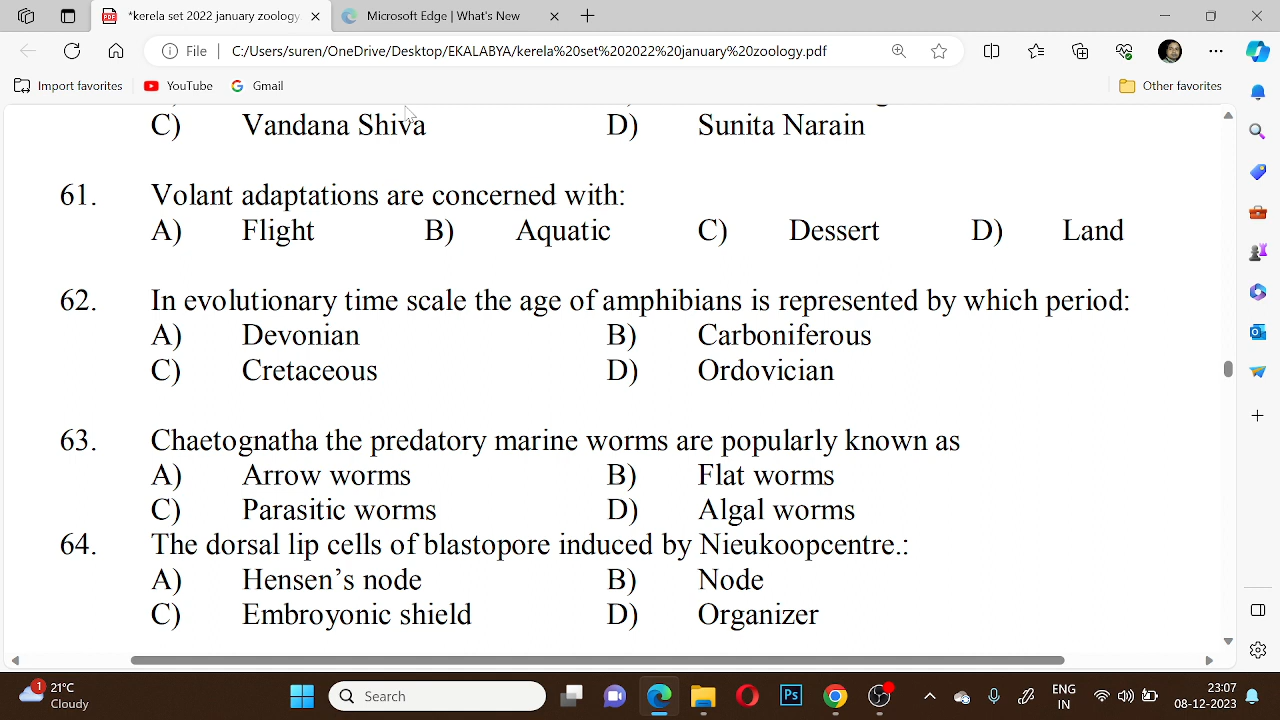 *kerela set 2022 january zoology.
Microsoft Edge | What's New
File
C:/Users/suren/OneDrive/Desktop/EKALABYA/kerela%20set%202022%20january%20zoology.pdf
Import favorites
YouTube
Gmail
Other favorites
C) Vandana Shiva D) Sunita Narain
61. Volant adaptations are concerned with:
A) Flight B) Aquatic C) Dessert D) Land
62. In evolutionary time scale the age of amphibians is represented by which period:
A) Devonian B) Carboniferous
C) Cretaceous D) Ordovician
63. Chaetognatha the predatory marine worms are popularly known as
A) Arrow worms B) Flat worms
C) Parasitic worms D) Algal worms
64. The dorsal lip cells of blastopore induced by Nieukoopcentre.:
A) Hensen's node B) Node
C) Embroyonic shield D) Organizer
1
21°C
Cloudy
Search
Ps
ENG
IN
23:07
08-12-2023